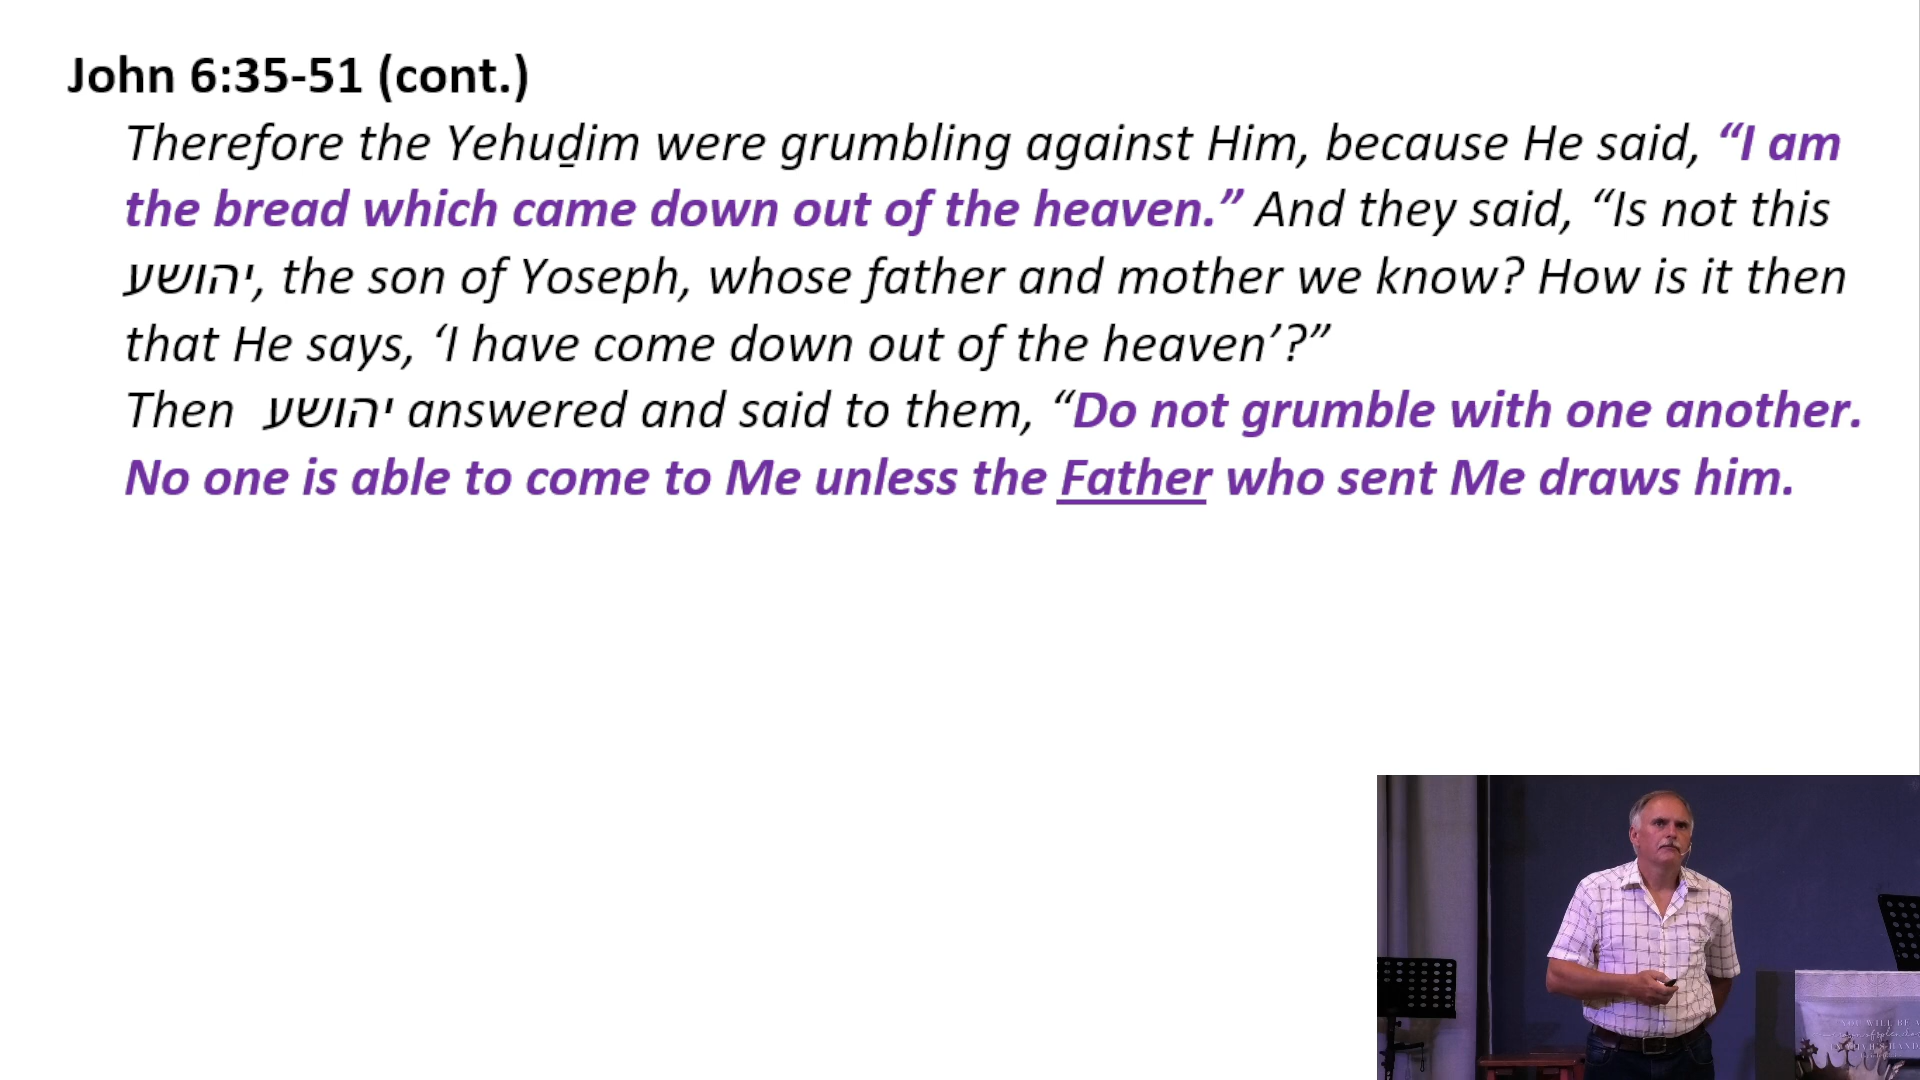 John 6:35-51 (cont.)
Therefore the Yehuḏim were grumbling against Him, because He said, “I am
the bread which came down out of the heaven.” And they said, “Is not this
יהושע, the son of Yoseph, whose father and mother we know? How is it then
that He says, ‘I have come down out of the heaven’?”
Then יהושע answered and said to them, “Do not grumble with one another.
No one is able to come to Me unless the Father who sent Me draws him.
YOU WILL BE A